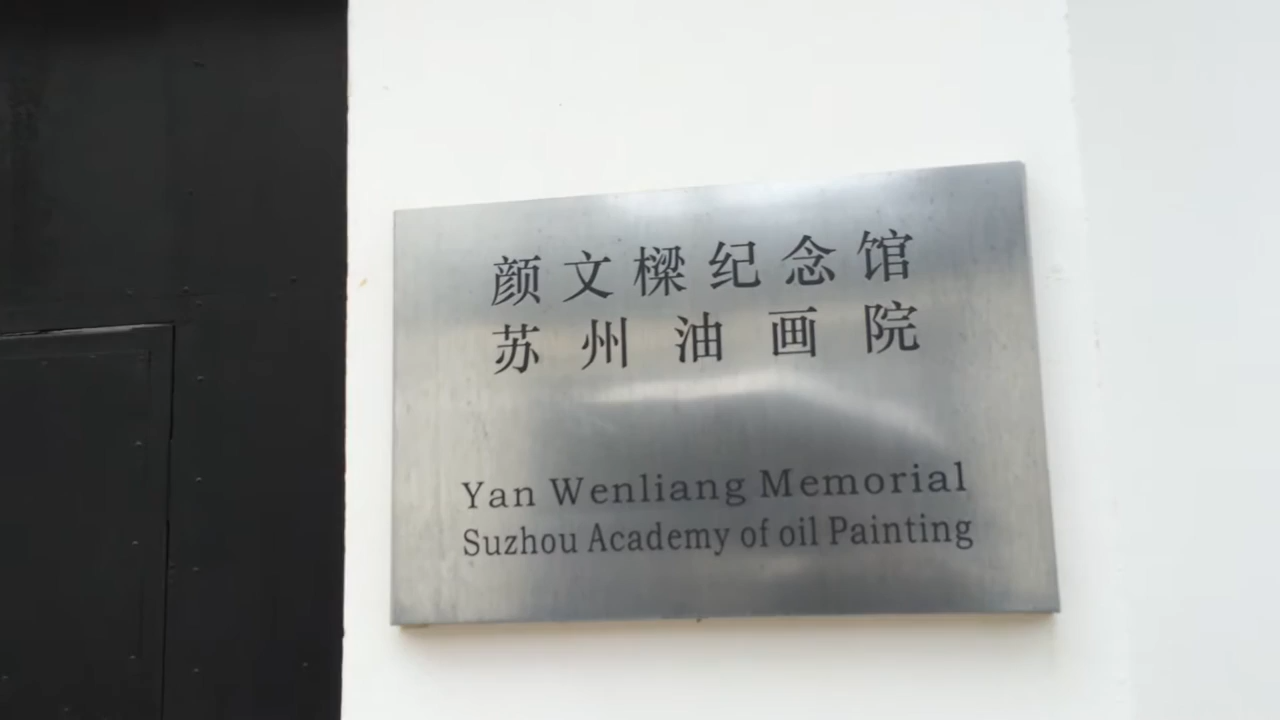 颜文樑纪念馆
苏州油画院
Yan Wenliang Memorial
Suzhou Academy of oil Painting